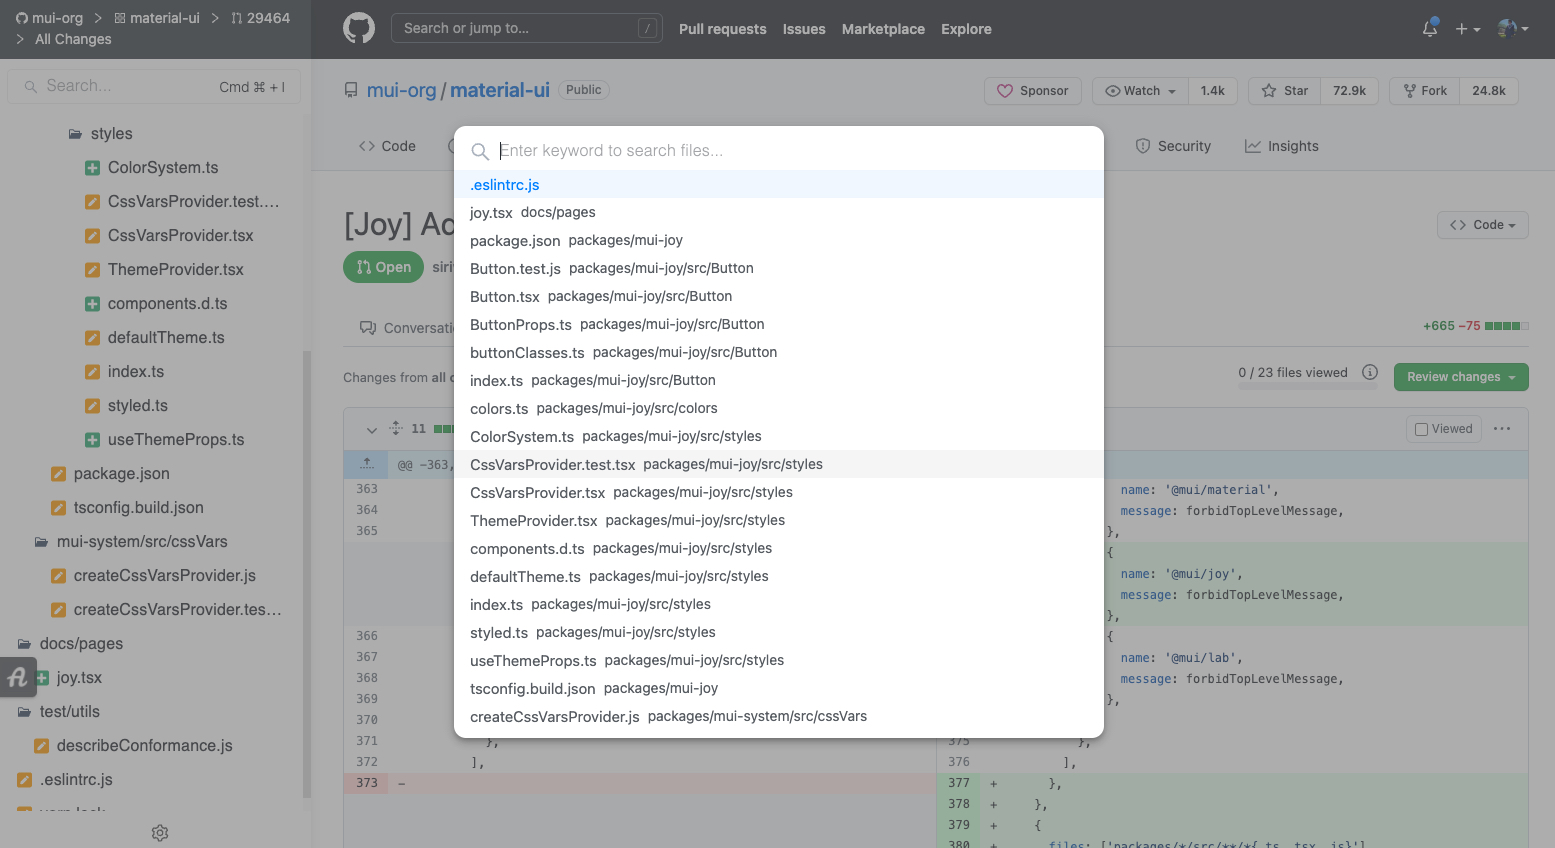 mui-org > material-ui > 29464
> All Changes
Search or jump to... /
Pull requests Issues Marketplace Explore
Search... Cmd ⌘ + I
styles
ColorSystem.ts
CssVarsProvider.test....
CssVarsProvider.tsx
ThemeProvider.tsx
components.d.ts
defaultTheme.ts
index.ts
styled.ts
useThemeProps.ts
package.json
tsconfig.build.json
mui-system/src/cssVars
createCssVarsProvider.js
createCssVarsProvider.tes...
docs/pages
joy.tsx
test/utils
describeConformance.js
.eslintrc.js
mui-org / material-ui Public
Sponsor Watch 1.4k Star 72.9k Fork 24.8k
Code Security Insights
[Joy] Ad
Code
Open siri
Conversati
+665 −75
Changes from all c
0 / 23 files viewed Review changes
11 Viewed
Enter keyword to search files...
.eslintrc.js
joy.tsx docs/pages
package.json packages/mui-joy
Button.test.js packages/mui-joy/src/Button
Button.tsx packages/mui-joy/src/Button
ButtonProps.ts packages/mui-joy/src/Button
buttonClasses.ts packages/mui-joy/src/Button
index.ts packages/mui-joy/src/Button
colors.ts packages/mui-joy/src/colors
ColorSystem.ts packages/mui-joy/src/styles
CssVarsProvider.test.tsx packages/mui-joy/src/styles
CssVarsProvider.tsx packages/mui-joy/src/styles
ThemeProvider.tsx packages/mui-joy/src/styles
components.d.ts packages/mui-joy/src/styles
defaultTheme.ts packages/mui-joy/src/styles
index.ts packages/mui-joy/src/styles
styled.ts packages/mui-joy/src/styles
useThemeProps.ts packages/mui-joy/src/styles
tsconfig.build.json packages/mui-joy
createCssVarsProvider.js packages/mui-system/src/cssVars
@@ -363,
363
364
365
366
367
368
369
370
371 },
372 ],
373 -
name: '@mui/material',
message: forbidTopLevelMessage,
},
{
name: '@mui/joy',
message: forbidTopLevelMessage,
},
{
name: '@mui/lab',
message: forbidTopLevelMessage,
},
375 },
376 ],
377 + },
378 + },
379 + {
380 files: ['packages/*/src/**/*{.ts,.tsx,.js}']